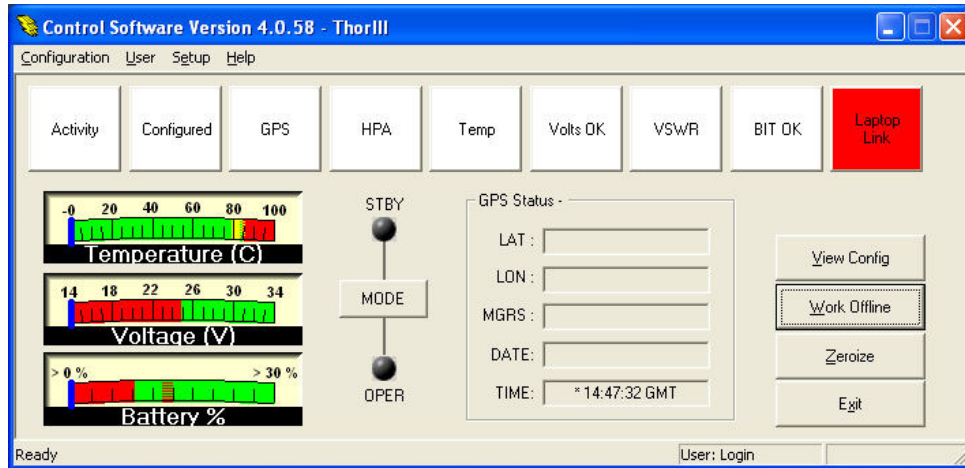 Control Software Version 4.0.58 - ThorIII
Configuration User Setup Help
Activity
Configured
GPS
HPA
Temp
Volts OK
VSWR
BIT OK
Laptop
Link
-0 20 40 60 80 100
Temperature (C)
14 18 22 26 30 34
Voltage (V)
> 0 % > 30 %
Battery %
STBY
MODE
OPER
GPS Status -
LAT :
LON :
MGRS :
DATE:
TIME: * 14:47:32 GMT
View Config
Work Offline
Zeroize
Exit
Ready
User: Login